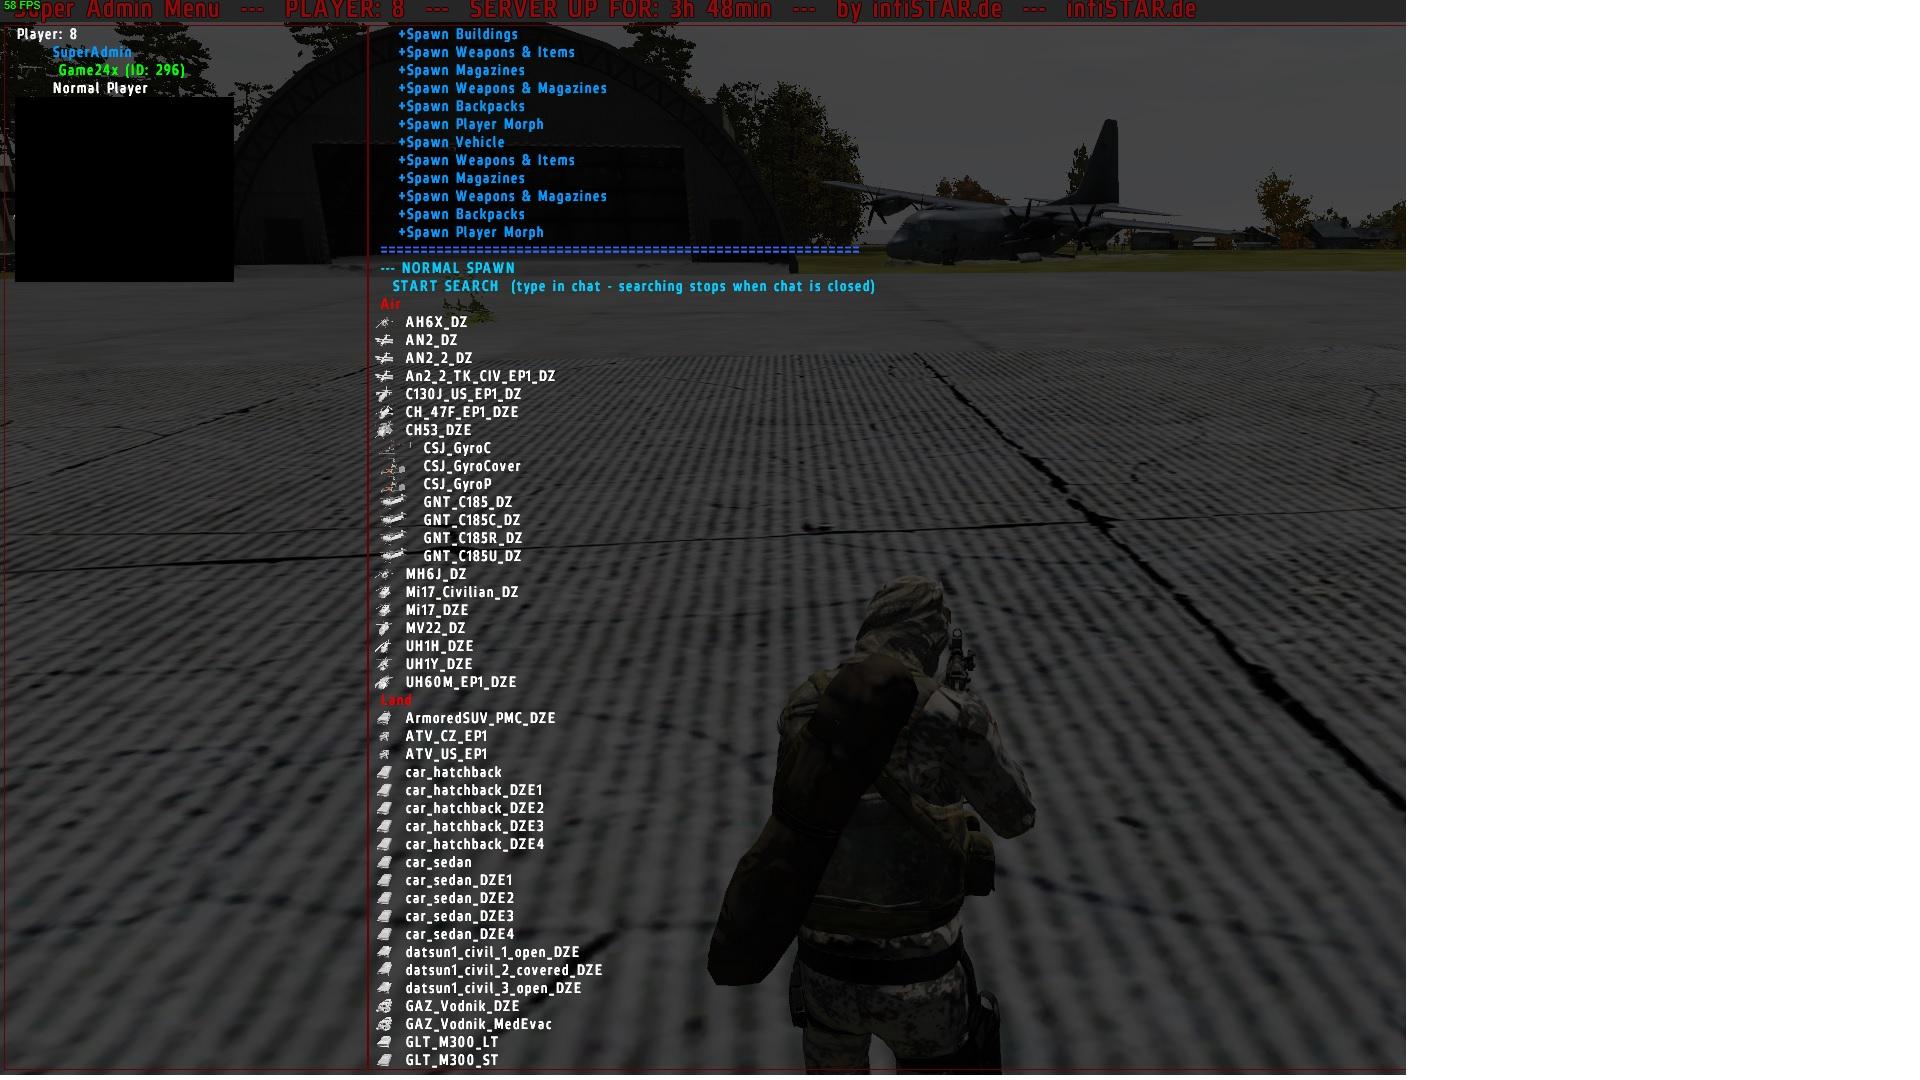 58 FPS
Super Admin Menu --- PLAYER: 8 --- SERVER UP FOR: 3h 48min --- by infiSTAR.de --- infiSTAR.de
Player: 8
SuperAdmin
Game24x (ID: 296)
Normal Player
+Spawn Buildings
+Spawn Weapons & Items
+Spawn Magazines
+Spawn Weapons & Magazines
+Spawn Backpacks
+Spawn Player Morph
+Spawn Vehicle
+Spawn Weapons & Items
+Spawn Magazines
+Spawn Weapons & Magazines
+Spawn Backpacks
+Spawn Player Morph
============================================================
--- NORMAL SPAWN
START SEARCH (type in chat - searching stops when chat is closed)
Air
AH6X_DZ
AN2_DZ
AN2_2_DZ
An2_2_TK_CIV_EP1_DZ
C130J_US_EP1_DZ
CH_47F_EP1_DZE
CH53_DZE
CSJ_GyroC
CSJ_GyroCover
CSJ_GyroP
GNT_C185_DZ
GNT_C185C_DZ
GNT_C185R_DZ
GNT_C185U_DZ
MH6J_DZ
Mi17_Civilian_DZ
Mi17_DZE
MV22_DZ
UH1H_DZE
UH1Y_DZE
UH60M_EP1_DZE
Land
ArmoredSUV_PMC_DZE
ATV_CZ_EP1
ATV_US_EP1
car_hatchback
car_hatchback_DZE1
car_hatchback_DZE2
car_hatchback_DZE3
car_hatchback_DZE4
car_sedan
car_sedan_DZE1
car_sedan_DZE2
car_sedan_DZE3
car_sedan_DZE4
datsun1_civil_1_open_DZE
datsun1_civil_2_covered_DZE
datsun1_civil_3_open_DZE
GAZ_Vodnik_DZE
GAZ_Vodnik_MedEvac
GLT_M300_LT
GLT_M300_ST